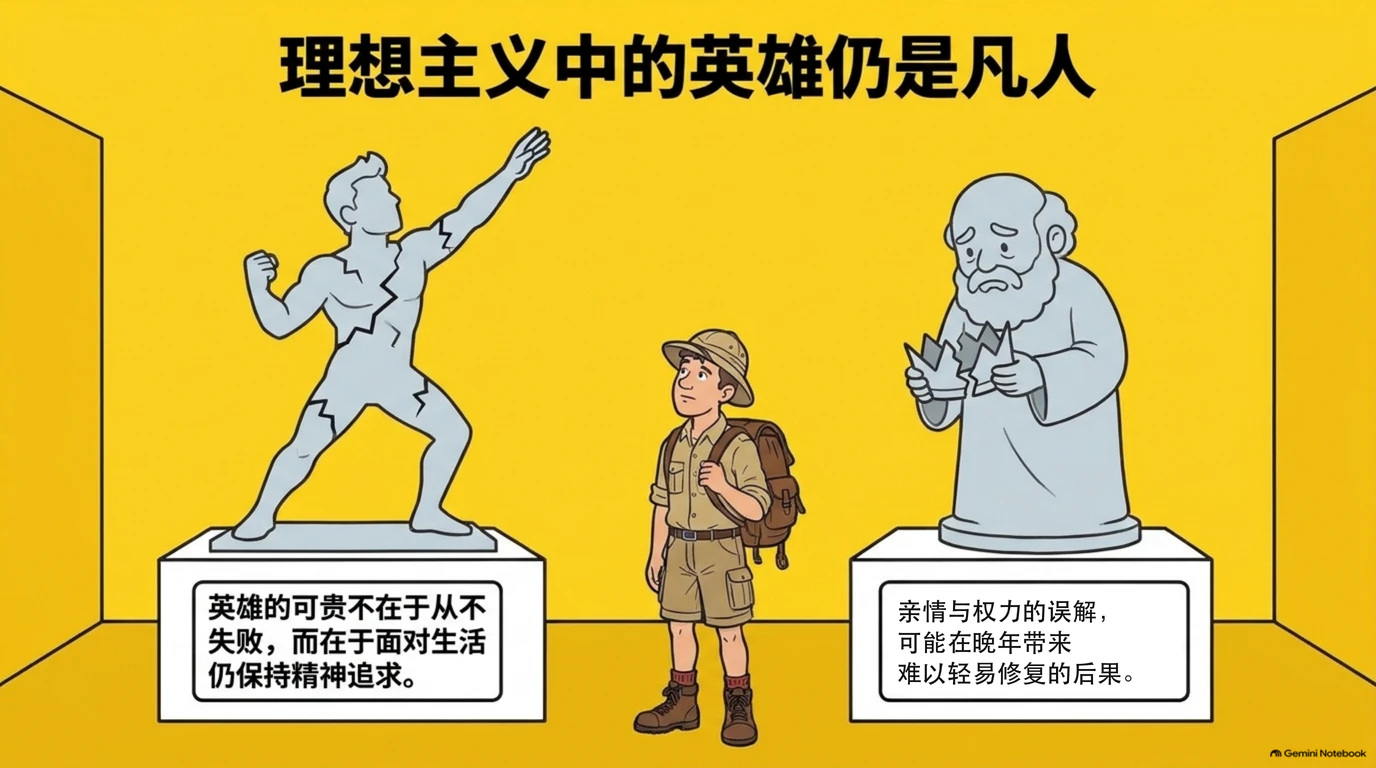 理想主义中的英雄仍是凡人
英雄的可贵不在于从不
失败，而在于面对生活
仍保持精神追求。
亲情与权力的误解，
可能在晚年带来
难以轻易修复的后果。
Gemini Notebook